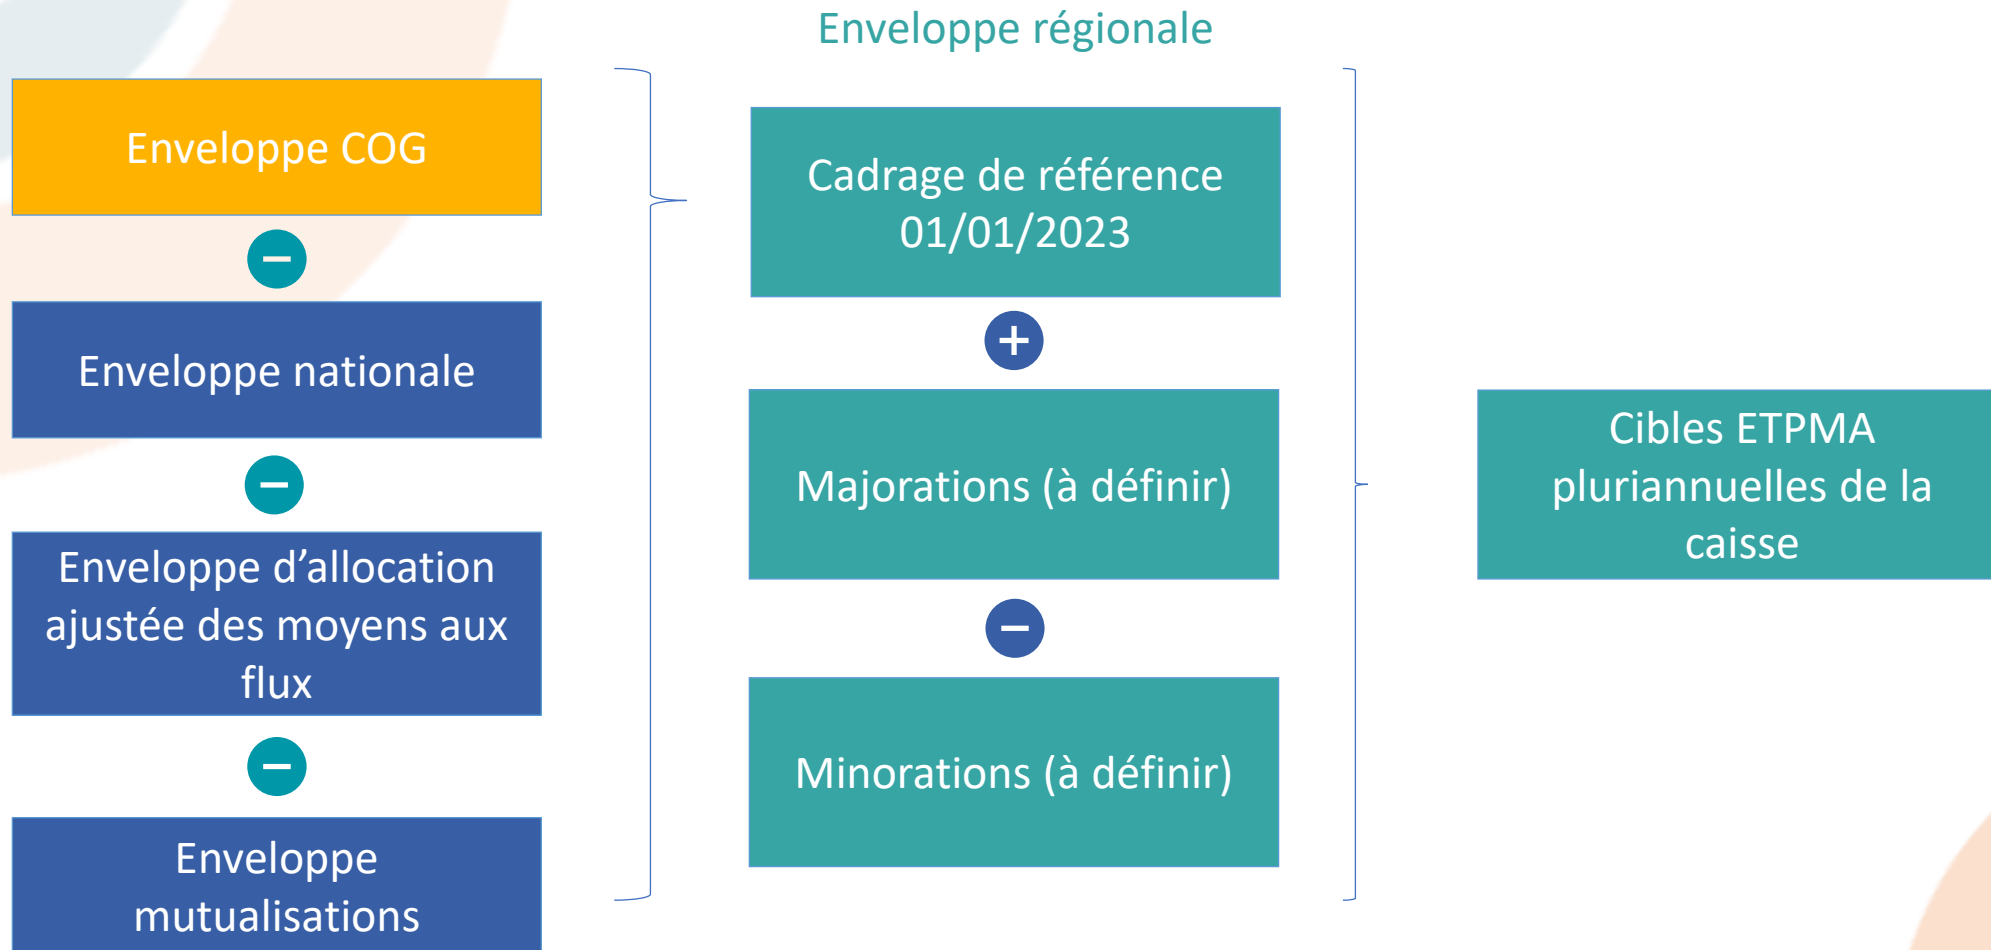 Enveloppe régionale
Enveloppe COG
−
Enveloppe nationale
−
Enveloppe d’allocation
ajustée des moyens aux
flux
−
Enveloppe
mutualisations
Cadrage de référence
01/01/2023
+
Majorations (à définir)
−
Minorations (à définir)
Cibles ETPMA
pluriannuelles de la
caisse